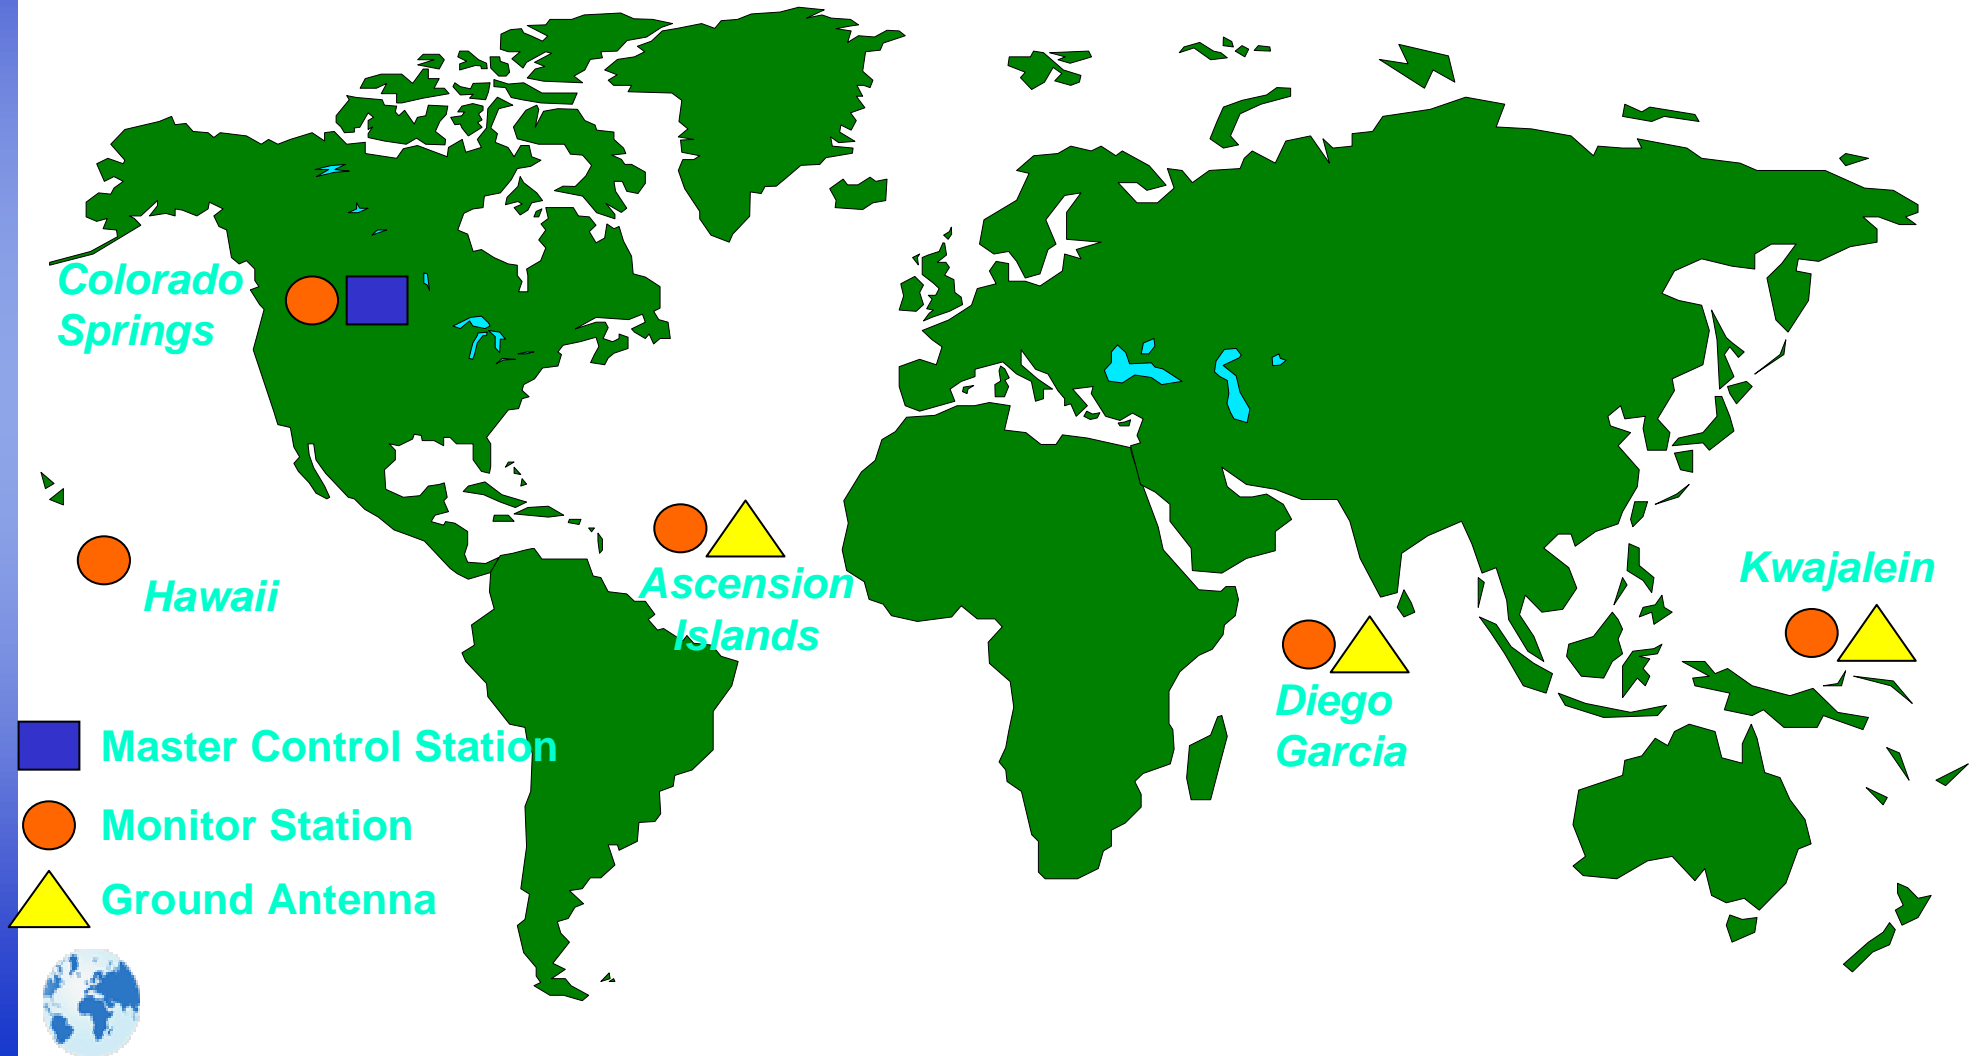 Colorado
Springs
Hawaii
Ascension
Islands
Kwajalein
Diego
Garcia
Master Control Station
Monitor Station
Ground Antenna